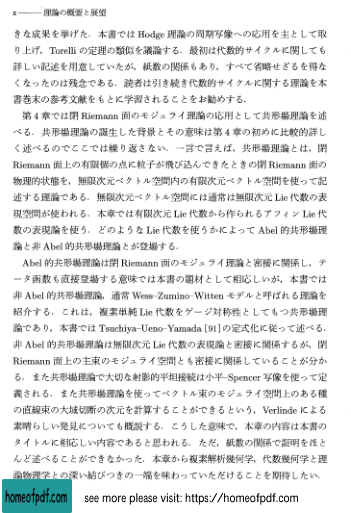 x——理論の概要と展望
きな成果を挙げた．本書では Hodge 理論の周期写像への応用を主として取
り上げ，Torelli の定理の類似を議論する．最初は代数的サイクルに関しても
詳しい記述を用意していたが，紙数の関係もあり，すべて省略せざるを得な
くなったのは残念である．読者は引き続き代数的サイクルに関する理論を本
書巻末の参考文献をもとに学習されることをお勧めする．
第 4 章では閉 Riemann 面のモジュライ理論の応用として共形場理論を述
べる．共形場理論の誕生した背景とその意味は第 4 章の初めに比較的詳し
く述べるのでここでは繰り返さない．一言で言えば，共形場理論とは，閉
Riemann 面上の有限個の点に粒子が飛び込んできたときの閉 Riemann 面の
物理的状態を，無限次元ベクトル空間内の有限次元ベクトル空間を使って記
述する理論である．無限次元ベクトル空間には通常は無限次元 Lie 代数の表
現空間が使われる．本章では有限次元 Lie 代数から作られるアフィン Lie 代
数の表現論を使う．どのような Lie 代数を使うかによって Abel 的共形場理
論と非 Abel 的共形場理論とが登場する．
Abel 的共形場理論は閉 Riemann 面のモジュライ理論と密接に関係し，テ
ータ函数も直接登場する意味では本書の題材として相応しいが，本書では
非 Abel 的共形場理論，通常 Wess–Zumino–Witten モデルと呼ばれる理論を
紹介する．これは，複素単純 Lie 代数をゲージ対称性としてもつ共形場理
論であり，本書では Tsuchiya–Ueno–Yamada [91] の定式化に従って述べる．
非 Abel 的共形場理論は無限次元 Lie 代数の表現論と密接に関係するが，閉
Riemann 面上の主束のモジュライ空間とも密接に関係していることが分か
る．また共形場理論で大切な射影的平坦接続は小平–Spencer 写像を使って定
義される．また共形場理論を使ってベクトル束のモジュライ空間上のある種
の直線束の大域切断の次元を計算することができるという，Verlinde による
素晴らしい発見についても概説する．こうした意味で，本章の内容は本書の
タイトルに相応しい内容であると思われる．ただ，紙数の関係で証明をほと
んど述べることができなかった．本章から複素解析幾何学，代数幾何学と理
論物理学との深い結びつきの一端を味わっていただけることを期待したい．
homeofpdf.com see more please visit: https://homeofpdf.com